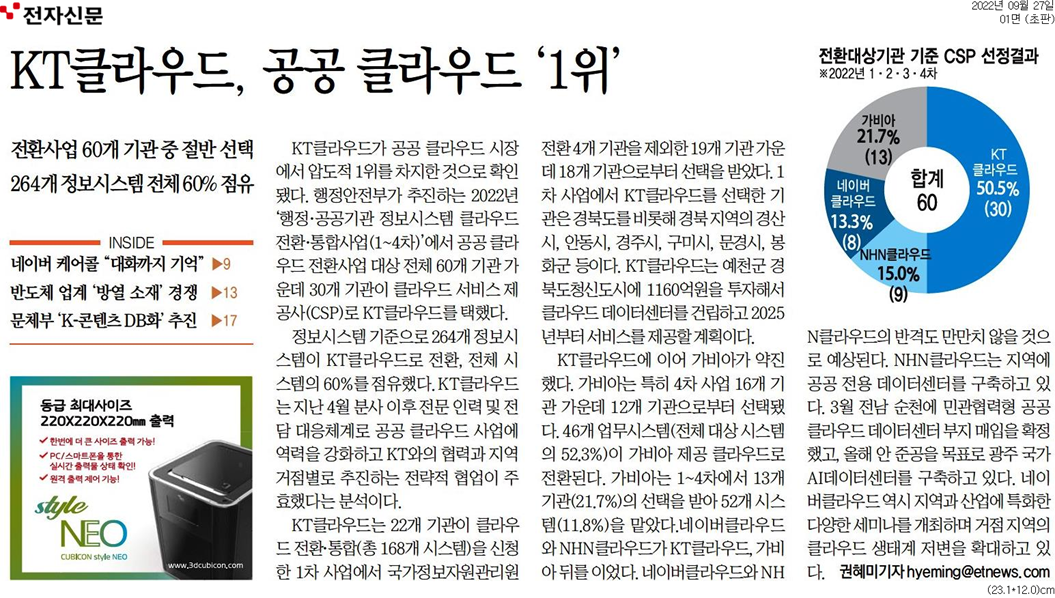 전자신문
2022년 09월 27일
01면 (초판)
KT클라우드, 공공 클라우드 ‘1위’
전환사업 60개 기관 중 절반 선택
264개 정보시스템 전체 60% 점유
INSIDE
네이버 케어콜 “대화까지 기억” ▶9
반도체 업계 ‘방열 소재’ 경쟁 ▶13
문체부 ‘K-콘텐츠 DB화’ 추진 ▶17
동급 최대사이즈
220X220X220mm 출력
한번에 더 큰 사이즈 출력 가능!
PC/스마트폰을 통한
실시간 출력물 상태 확인!
원격 출력 제어 가능!
style
NEO
CUBICON style NEO
www.3dcubicon.com
KT클라우드가 공공 클라우드 시장
에서 압도적 1위를 차지한 것으로 확인
됐다. 행정안전부가 추진하는 2022년
‘행정·공공기관 정보시스템 클라우드
전환·통합사업(1~4차)’에서 공공 클라
우드 전환사업 대상 전체 60개 기관 가
운데 30개 기관이 클라우드 서비스 제
공사(CSP)로 KT클라우드를 택했다.
정보시스템 기준으로 264개 정보시
스템이 KT클라우드로 전환, 전체 시
스템의 60%를 점유했다. KT클라우드
는 지난 4월 분사 이후 전문 인력 및 전
담 대응체계로 공공 클라우드 사업에
역력을 강화하고 KT와의 협력과 지역
거점별로 추진하는 전략적 협업이 주
효했다는 분석이다.
KT클라우드는 22개 기관이 클라우
드 전환·통합(총 168개 시스템)을 신청
한 1차 사업에서 국가정보자원관리원
전환 4개 기관을 제외한 19개 기관 가운
데 18개 기관으로부터 선택을 받았다. 1
차 사업에서 KT클라우드를 선택한 기
관은 경북도를 비롯해 경북 지역의 경산
시, 안동시, 경주시, 구미시, 문경시, 봉
화군 등이다. KT클라우드는 예천군 경
북도청신도시에 1160억원을 투자해서
클라우드 데이터센터를 건립하고 2025
년부터 서비스를 제공할 계획이다.
KT클라우드에 이어 가비아가 약진
했다. 가비아는 특히 4차 사업 16개 기
관 가운데 12개 기관으로부터 선택됐
다. 46개 업무시스템(전체 대상 시스템
의 52.3%)이 가비아 제공 클라우드로
전환된다. 가비아는 1~4차에서 13개
기관(21.7%)의 선택을 받아 52개 시스
템(11.8%)을 맡았다.네이버클라우드
와 NHN클라우드가 KT클라우드, 가비
아 뒤를 이었다. 네이버클라우드와 NH
전환대상기관 기준 CSP 선정결과
※2022년 1·2·3·4차
가비아
21.7%
(13)
KT
클라우드
50.5%
(30)
합계
60
네이버
클라우드
13.3%
(8)
NHN클라우드
15.0%
(9)
N클라우드의 반격도 만만치 않을 것으
로 예상된다. NHN클라우드는 지역에
공공 전용 데이터센터를 구축하고 있
다. 3월 전남 순천에 민관협력형 공공
클라우드 데이터센터 부지 매입을 확정
했고, 올해 안 준공을 목표로 광주 국가
AI데이터센터를 구축하고 있다. 네이
버클라우드 역시 지역과 산업에 특화한
다양한 세미나를 개최하며 거점 지역의
클라우드 생태계 저변을 확대하고 있
다. 권혜미기자 hyeming@etnews.com
(23.1*12.0)cm